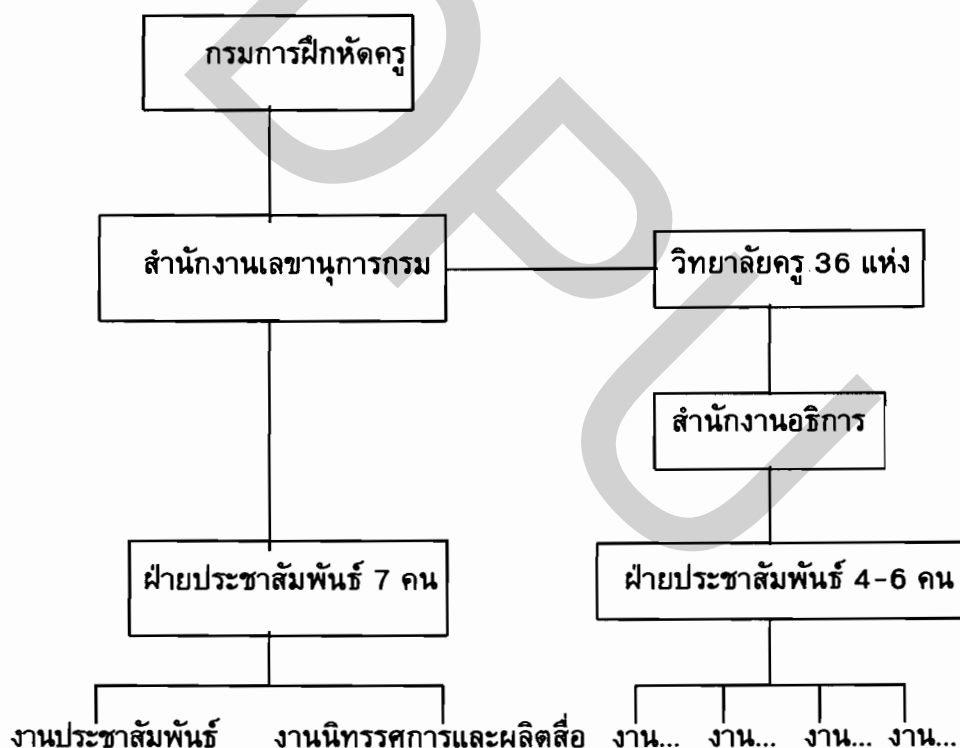 กรมการฝึกหัดครู
สำนักงานเลขานุการกรม
วิทยาลัยครู 36 แห่ง
สำนักงานอธิการ
ฝ่ายประชาสัมพันธ์ 7 คน
ฝ่ายประชาสัมพันธ์ 4-6 คน
งานประชาสัมพันธ์
งานนิทรรศการและผลิตสื่อ
งาน...
งาน...
งาน...
งาน...
DPU